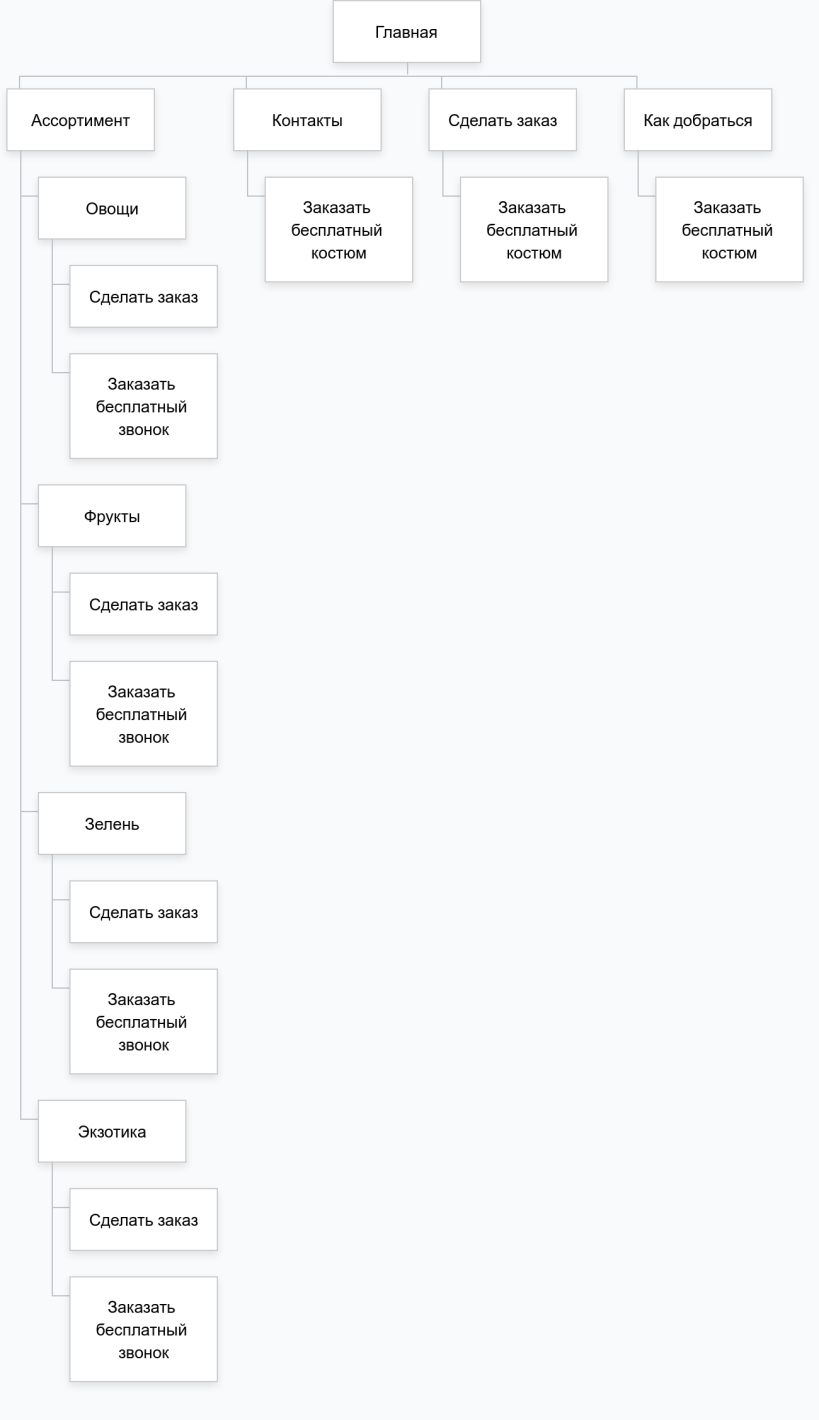 Главная
Ассортимент
Контакты
Сделать заказ
Как добраться
Овощи
Заказать
бесплатный
костюм
Заказать
бесплатный
костюм
Заказать
бесплатный
костюм
Сделать заказ
Заказать
бесплатный
звонок
Фрукты
Сделать заказ
Заказать
бесплатный
звонок
Зелень
Сделать заказ
Заказать
бесплатный
звонок
Экзотика
Сделать заказ
Заказать
бесплатный
звонок